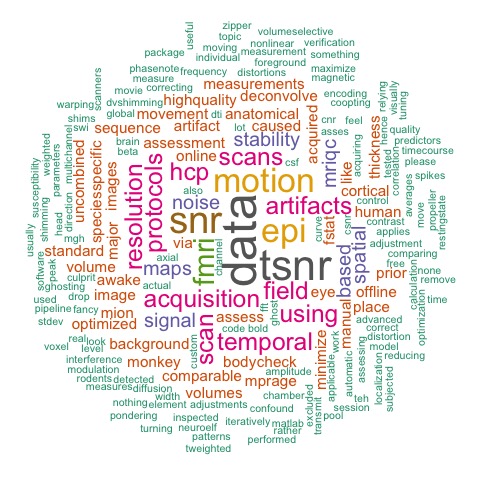 zipper
useful
topic
volumeselective
moving
nonlinear
verification
package
individual
measurement
something
phasenote
frequency
foreground
maximize
movie
correcting
distortions
magnetic
scanners
measure
measurements
warping
highquality
deconvolve
encoding
coopting
global
dvshimming
dti
movement
anatomical
cnr
feel
relying
visually
tuning
shims
sequence
artifact
lot
caused
asses
acquired
thickness
hence
tested
quality
swi
brain
beta
assessment
online
stability
mriqc
like
acquiring
correlation
predictors
timecourse
please
susceptibility
weighted
parameters
multichannel
direction
uncombined
speciesspecific
images
resolution
protocols
hcp
scans
csf
cortical
averages
spikes
shimming
head
major
also
noise
motion
artifacts
human
control
contrast
move
propeller
restingstate
usually
mgh
standard
via
snr
data
epi
curve
fstat
csnr
based
spatial
applies
adjustment
software
peak
volume
axial
maps
fmri
channel
tsnr
prior
comparing
free
none
remove
culprit
ghosting
awake
actual
field
eye
offline
calculation
used
drop
image
mion
acquisition
fft
ghost
using
manual
place
time
pipeline
fancy
optimized
signal
assess
optimization
stdev
code
bold
work
advanced
real
look
background
scan
temporal
correct
distortion
voxel
level
custom
bodycheck
minimize
automatic
model
reducing
interference
monkey
modulation
comparable
mprage
applicable
assessing
localization
subjected
rodents
detected
amplitude
measures
diffusion
volumes
chamber
teh
nothing
width
element
adjustments
confound
excluded
transmit
session
pondering
inspected
iteratively
matlab
pool
turning
neuroelf
rather
patterns
performed
tweighted